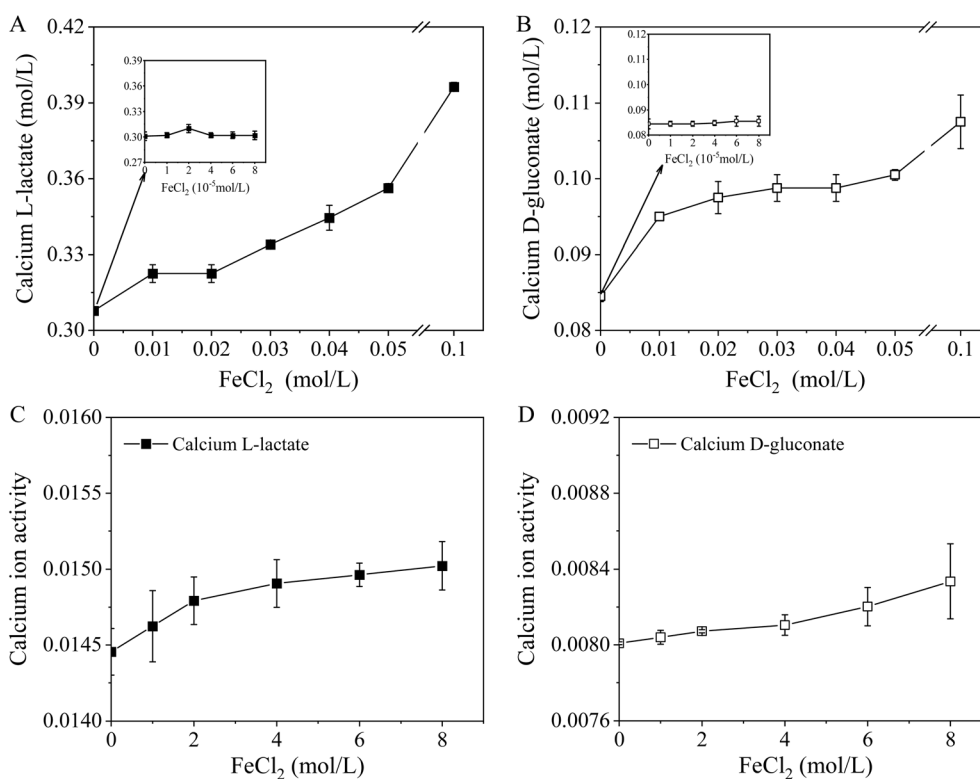 A
Calcium L-lactate (mol/L)
0.42
0.39
0.36
0.33
0.30
0 0.01 0.02 0.03 0.04 0.05 0.1
FeCl₂ (mol/L)
0.39
0.36
0.33
0.30
0.27
0 1 2 4 6 8
FeCl₂ (10⁻⁵mol/L)
B
Calcium D-gluconate (mol/L)
0.12
0.11
0.10
0.09
0.08
0 0.01 0.02 0.03 0.04 0.05 0.1
FeCl₂ (mol/L)
0.12
0.11
0.10
0.09
0.08
0 1 2 4 6 8
FeCl₂ (10⁻⁵mol/L)
C
Calcium ion activity
0.0160
0.0155
0.0150
0.0145
0.0140
0 2 4 6 8
FeCl₂ (mol/L)
Calcium L-lactate
D
Calcium ion activity
0.0092
0.0088
0.0084
0.0080
0.0076
0 2 4 6 8
FeCl₂ (mol/L)
Calcium D-gluconate